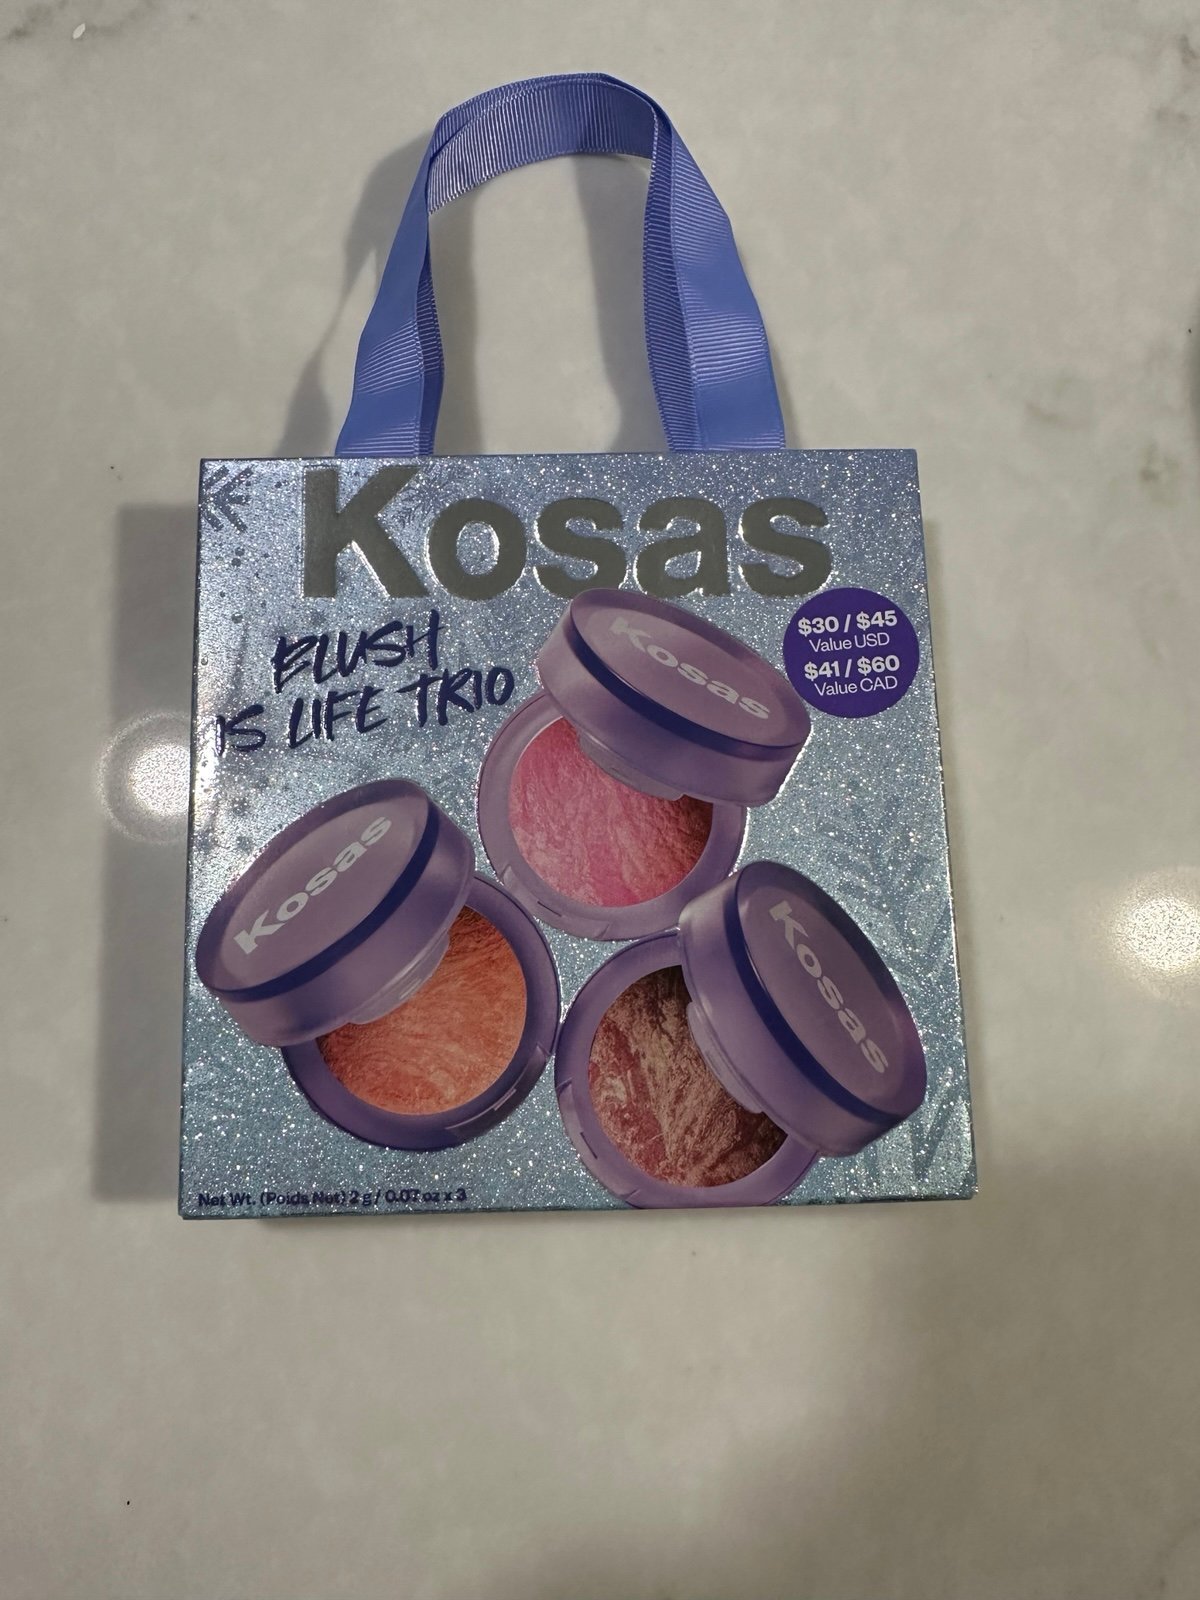 Kosas
BLUSH
IS LIFE TRIO
$30 / $45
Value USD
$41 / $60
Value CAD
Kosas
Kosas
Kosas
Net Wt. (Poids Net) 2 g / 0.07 oz x 3